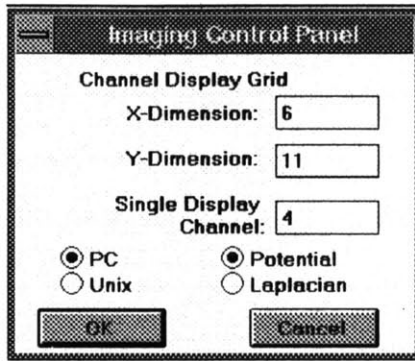 Imaging Control Panel
Channel Display Grid
X-Dimension: 6
Y-Dimension: 11
Single Display
Channel: 4
PC Potential
Unix Laplacian
OK Cancel